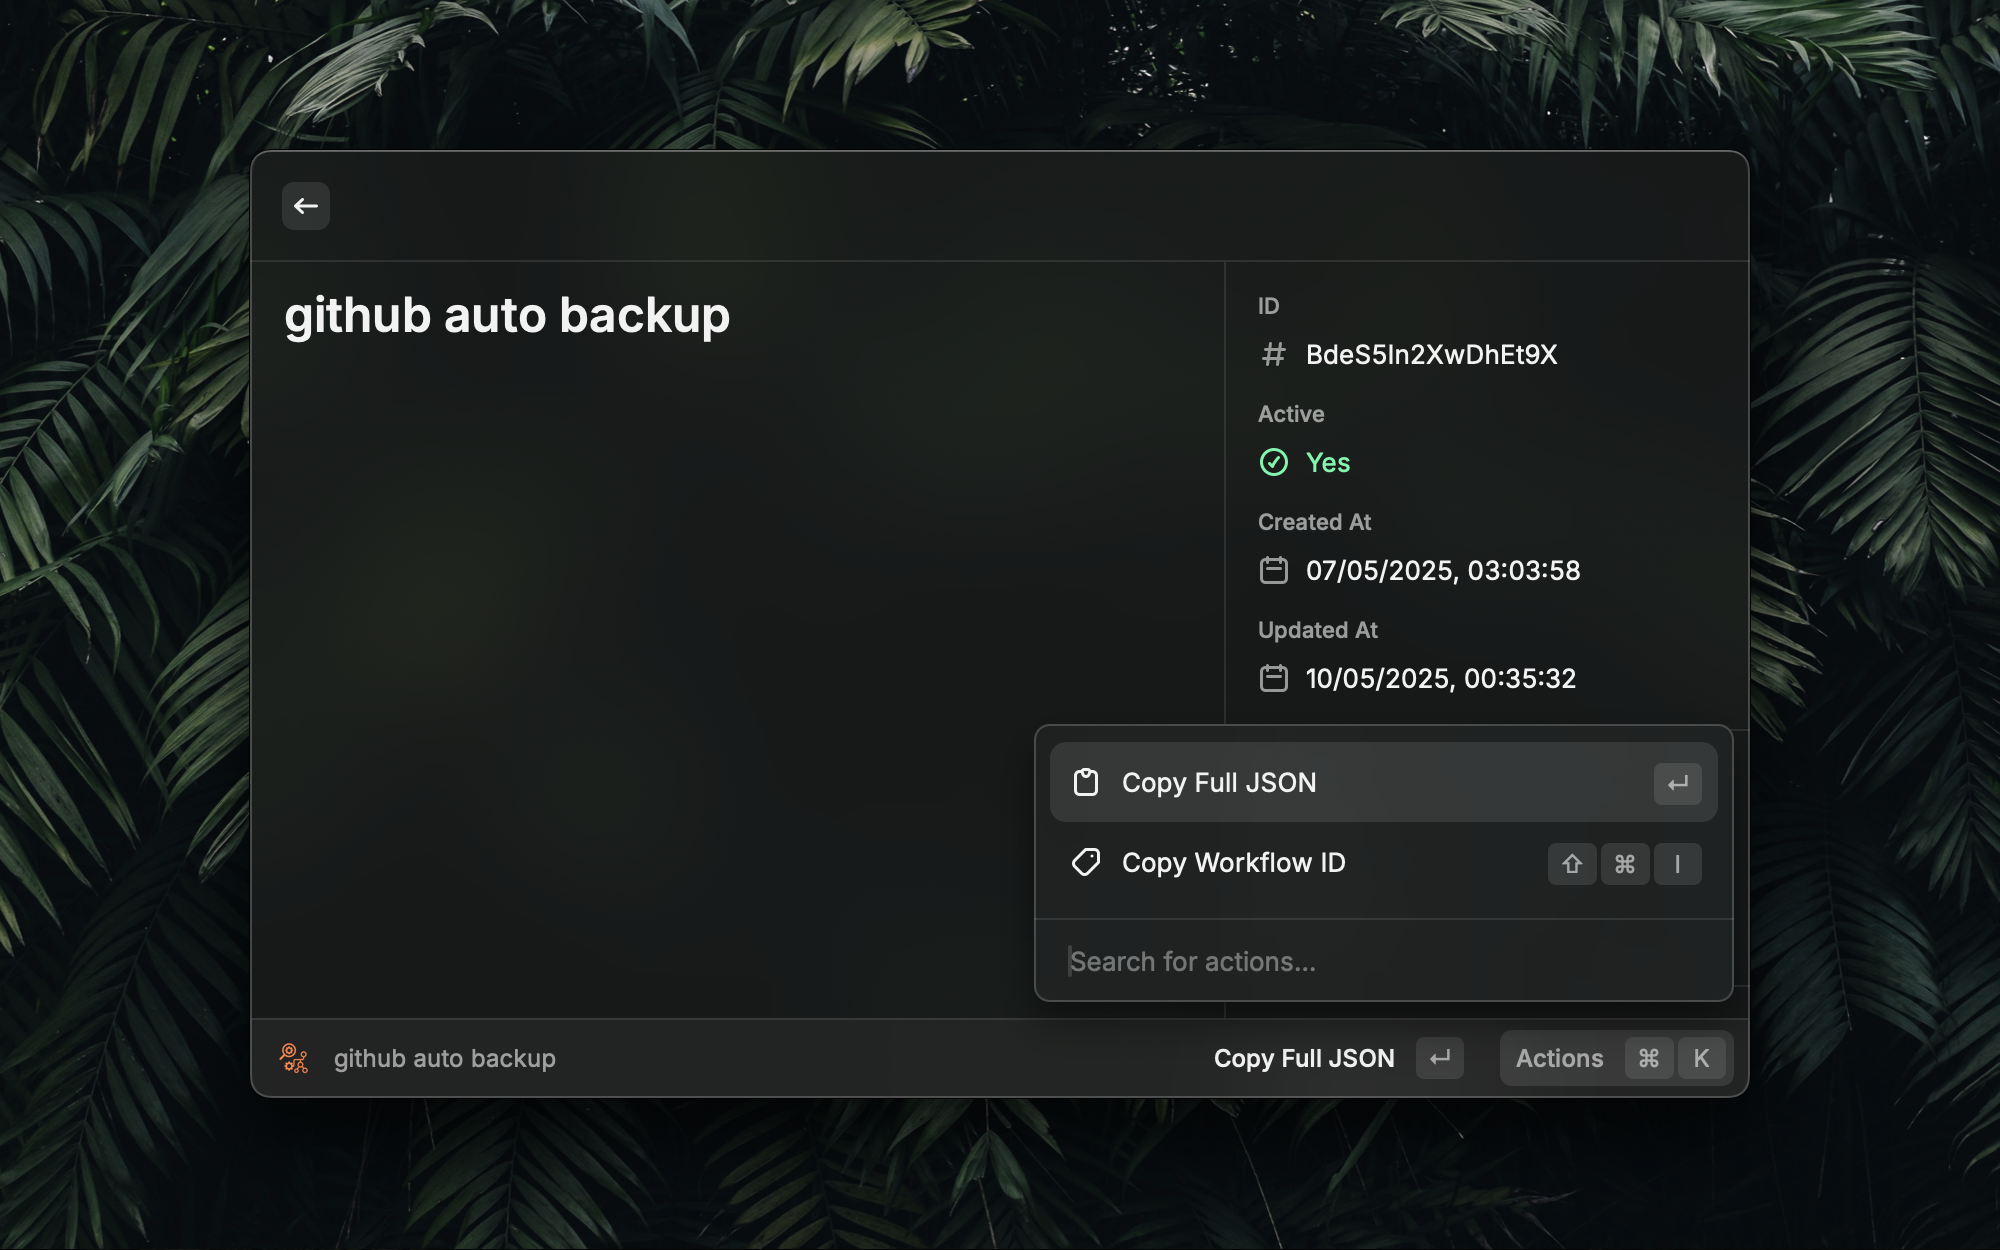 github auto backup
ID
BdeS5In2XwDhEt9X
Active
Yes
Created At
07/05/2025, 03:03:58
Updated At
10/05/2025, 00:35:32
Copy Full JSON
Copy Workflow ID ⇧ ⌘ I
Search for actions...
github auto backup
Copy Full JSON
Actions ⌘ K